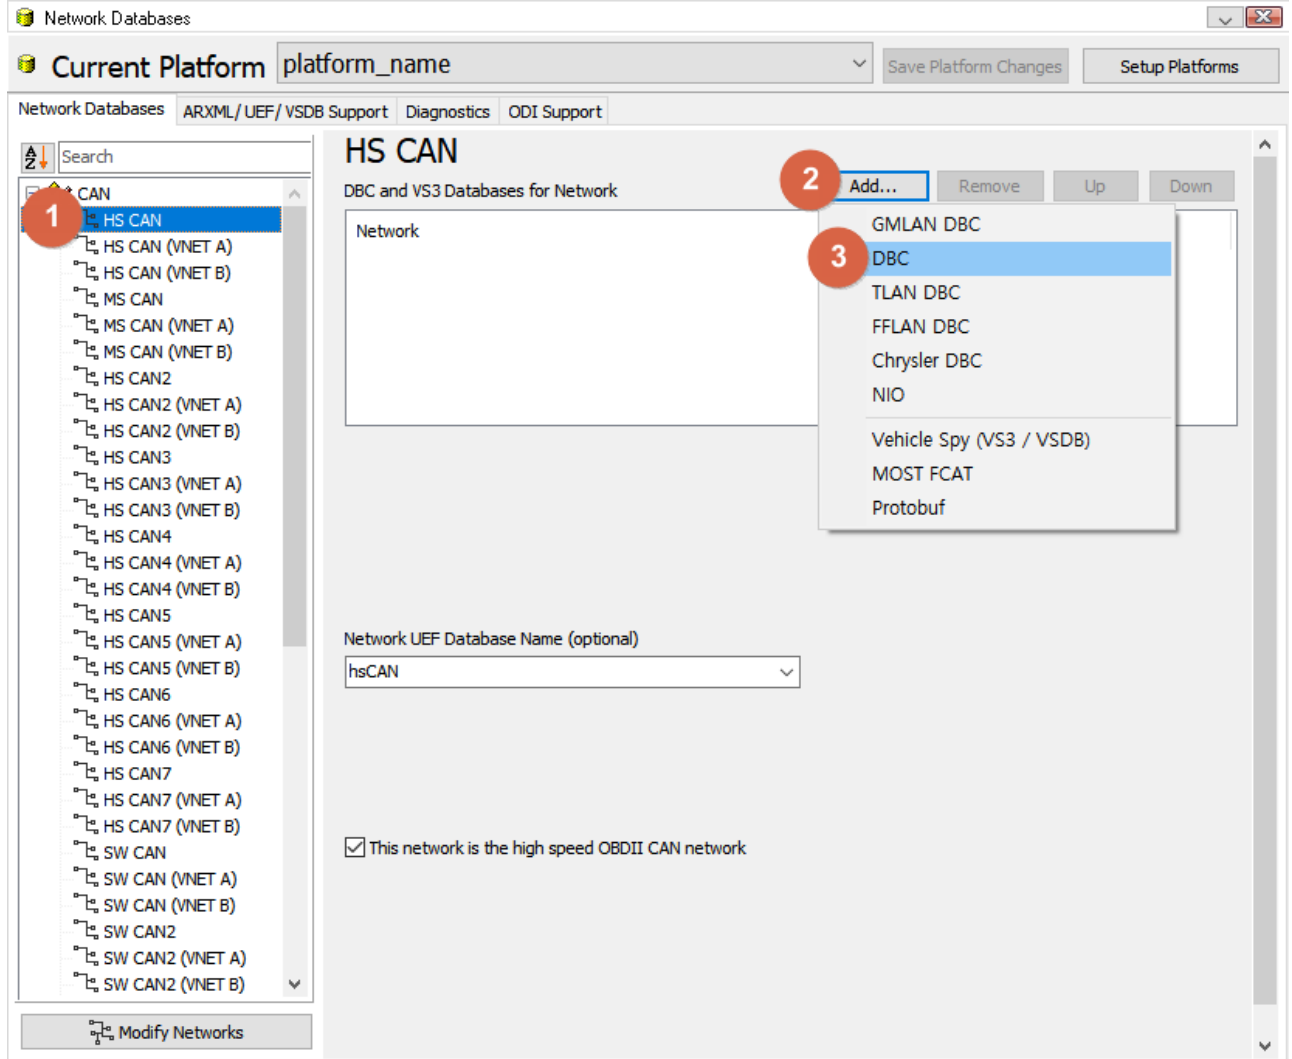 Network Databases
Current Platform platform_name Save Platform Changes Setup Platforms
Network Databases ARXML/ UEF/ VSDB Support Diagnostics ODI Support
Search
CAN
1
HS CAN
HS CAN (VNET A)
HS CAN (VNET B)
MS CAN
MS CAN (VNET A)
MS CAN (VNET B)
HS CAN2
HS CAN2 (VNET A)
HS CAN2 (VNET B)
HS CAN3
HS CAN3 (VNET A)
HS CAN3 (VNET B)
HS CAN4
HS CAN4 (VNET A)
HS CAN4 (VNET B)
HS CAN5
HS CAN5 (VNET A)
HS CAN5 (VNET B)
HS CAN6
HS CAN6 (VNET A)
HS CAN6 (VNET B)
HS CAN7
HS CAN7 (VNET A)
HS CAN7 (VNET B)
SW CAN
SW CAN (VNET A)
SW CAN (VNET B)
SW CAN2
SW CAN2 (VNET A)
SW CAN2 (VNET B)
Modify Networks
HS CAN
DBC and VS3 Databases for Network
2 Add... Remove Up Down
Network
GMLAN DBC
3 DBC
TLAN DBC
FFLAN DBC
Chrysler DBC
NIO
Vehicle Spy (VS3 / VSDB)
MOST FCAT
Protobuf
Network UEF Database Name (optional)
hsCAN
This network is the high speed OBDII CAN network